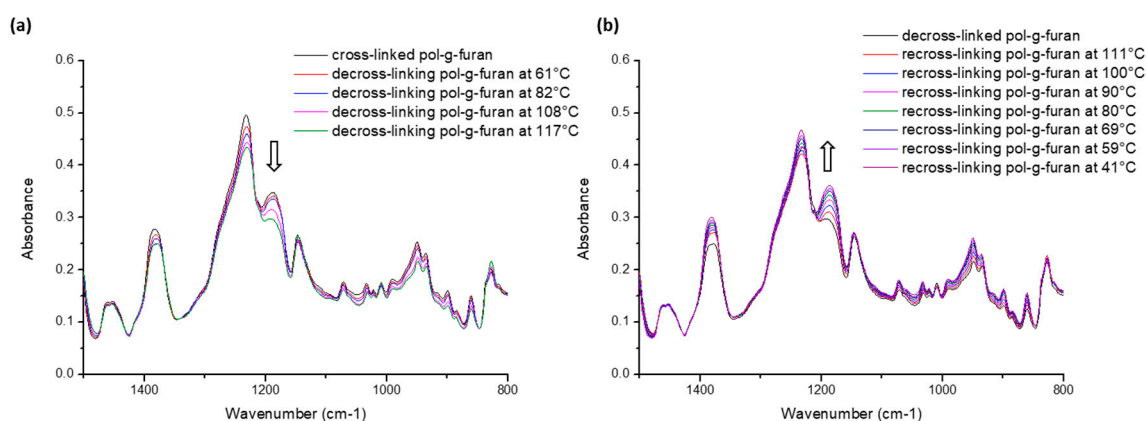 (a)
cross-linked pol-g-furan
decross-linking pol-g-furan at 61°C
decross-linking pol-g-furan at 82°C
decross-linking pol-g-furan at 108°C
decross-linking pol-g-furan at 117°C
0.6
0.5
0.4
0.3
0.2
0.1
0.0
Absorbance
1400
1200
1000
800
Wavenumber (cm-1)
(b)
decross-linked pol-g-furan
recross-linking pol-g-furan at 111°C
recross-linking pol-g-furan at 100°C
recross-linking pol-g-furan at 90°C
recross-linking pol-g-furan at 80°C
recross-linking pol-g-furan at 69°C
recross-linking pol-g-furan at 59°C
recross-linking pol-g-furan at 41°C
0.6
0.5
0.4
0.3
0.2
0.1
0.0
Absorbance
1400
1200
1000
800
Wavenumber (cm-1)